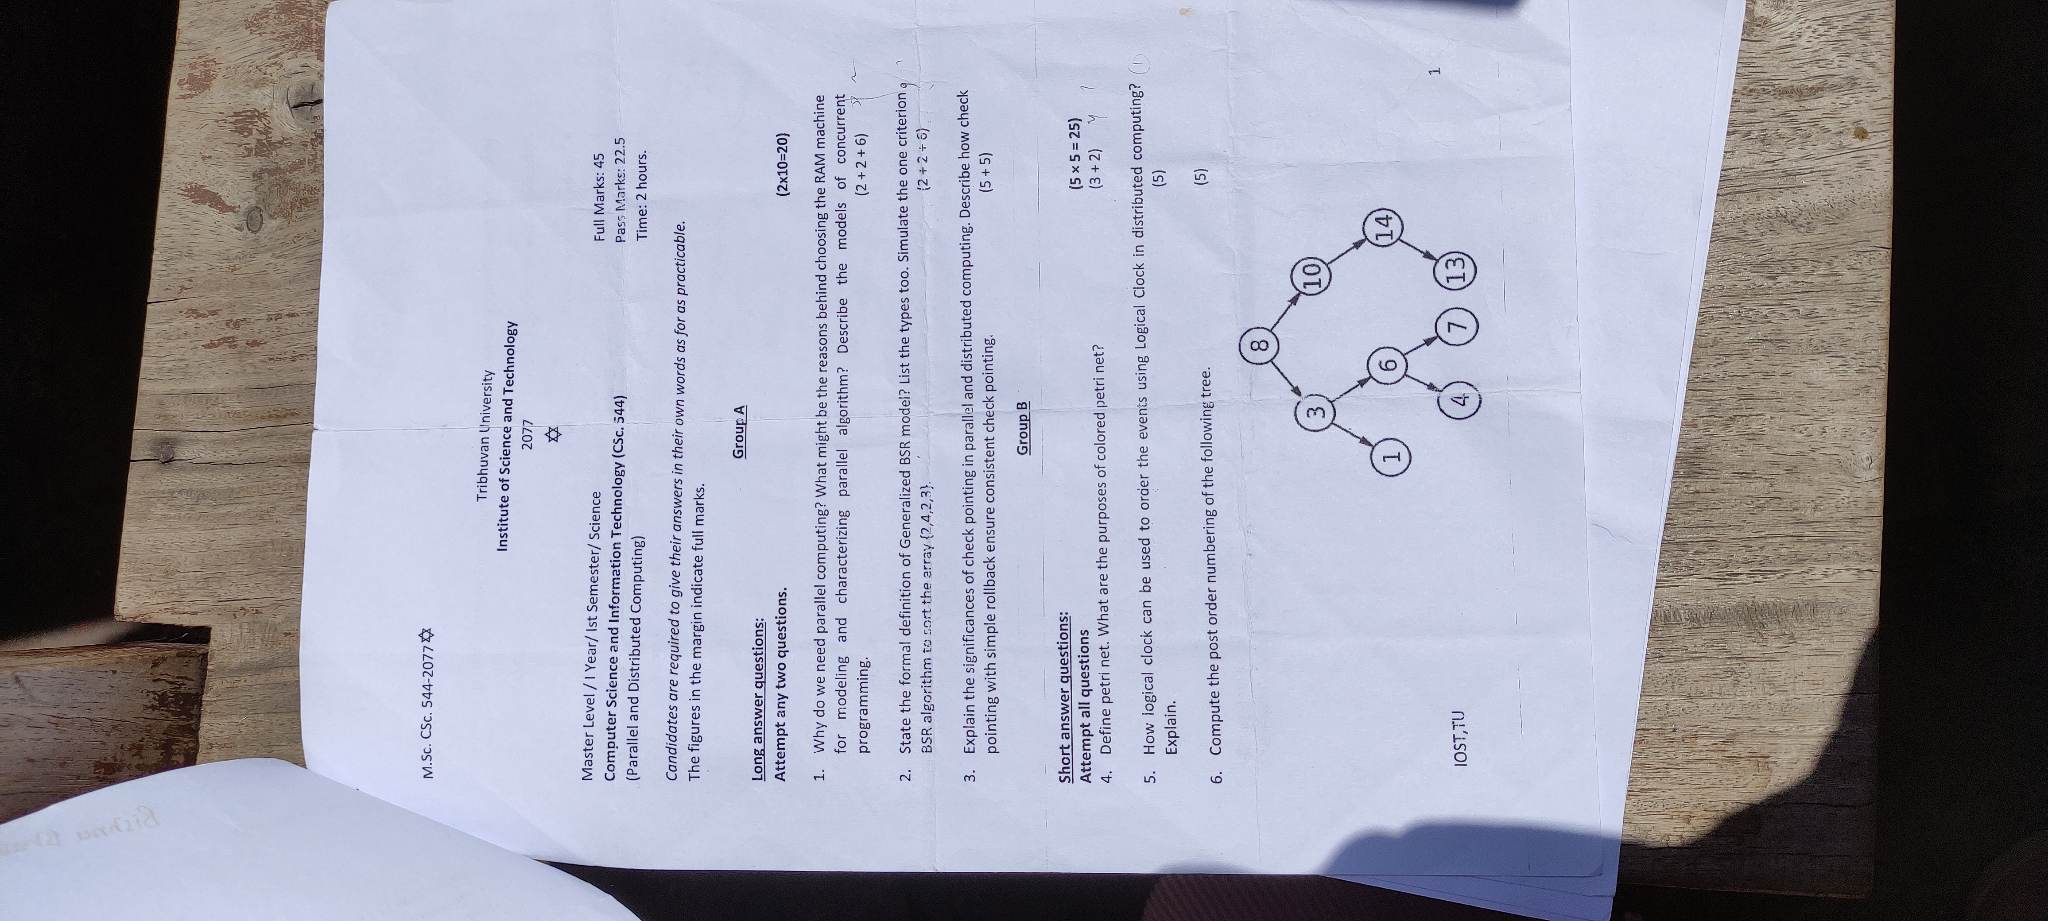 M.Sc. CSc. 544-2077✡
Tribhuvan University
Institute of Science and Technology
2077
✡
Master Level / I Year/ Ist Semester/ Science
Full Marks: 45
Computer Science and Information Technology (CSc. 544)
Pass Marks: 22.5
(Parallel and Distributed Computing)
Time: 2 hours.
Candidates are required to give their answers in their own words as for as practicable.
The figures in the margin indicate full marks.
Group A
Long answer questions:
Attempt any two questions. (2x10=20)
1. Why do we need parallel computing? What might be the reasons behind choosing the RAM machine
for modeling and characterizing parallel algorithm? Describe the models of concurrent
programming. (2 + 2 + 6)
2. State the formal definition of Generalized BSR model? List the types too. Simulate the one criterion
BSR algorithm to sort the array {2,4,2,3}. (2 + 2 + 6)
3. Explain the significances of check pointing in parallel and distributed computing. Describe how check
pointing with simple rollback ensure consistent check pointing. (5 + 5)
Group B
Short answer questions:
Attempt all questions (5 x 5 = 25)
4. Define petri net. What are the purposes of colored petri net? (3 + 2)
5. How logical clock can be used to order the events using Logical Clock in distributed computing?
Explain. (5)
6. Compute the post order numbering of the following tree. (5)
8
3 10
1 6 14
4 7 13
IOST,TU
1